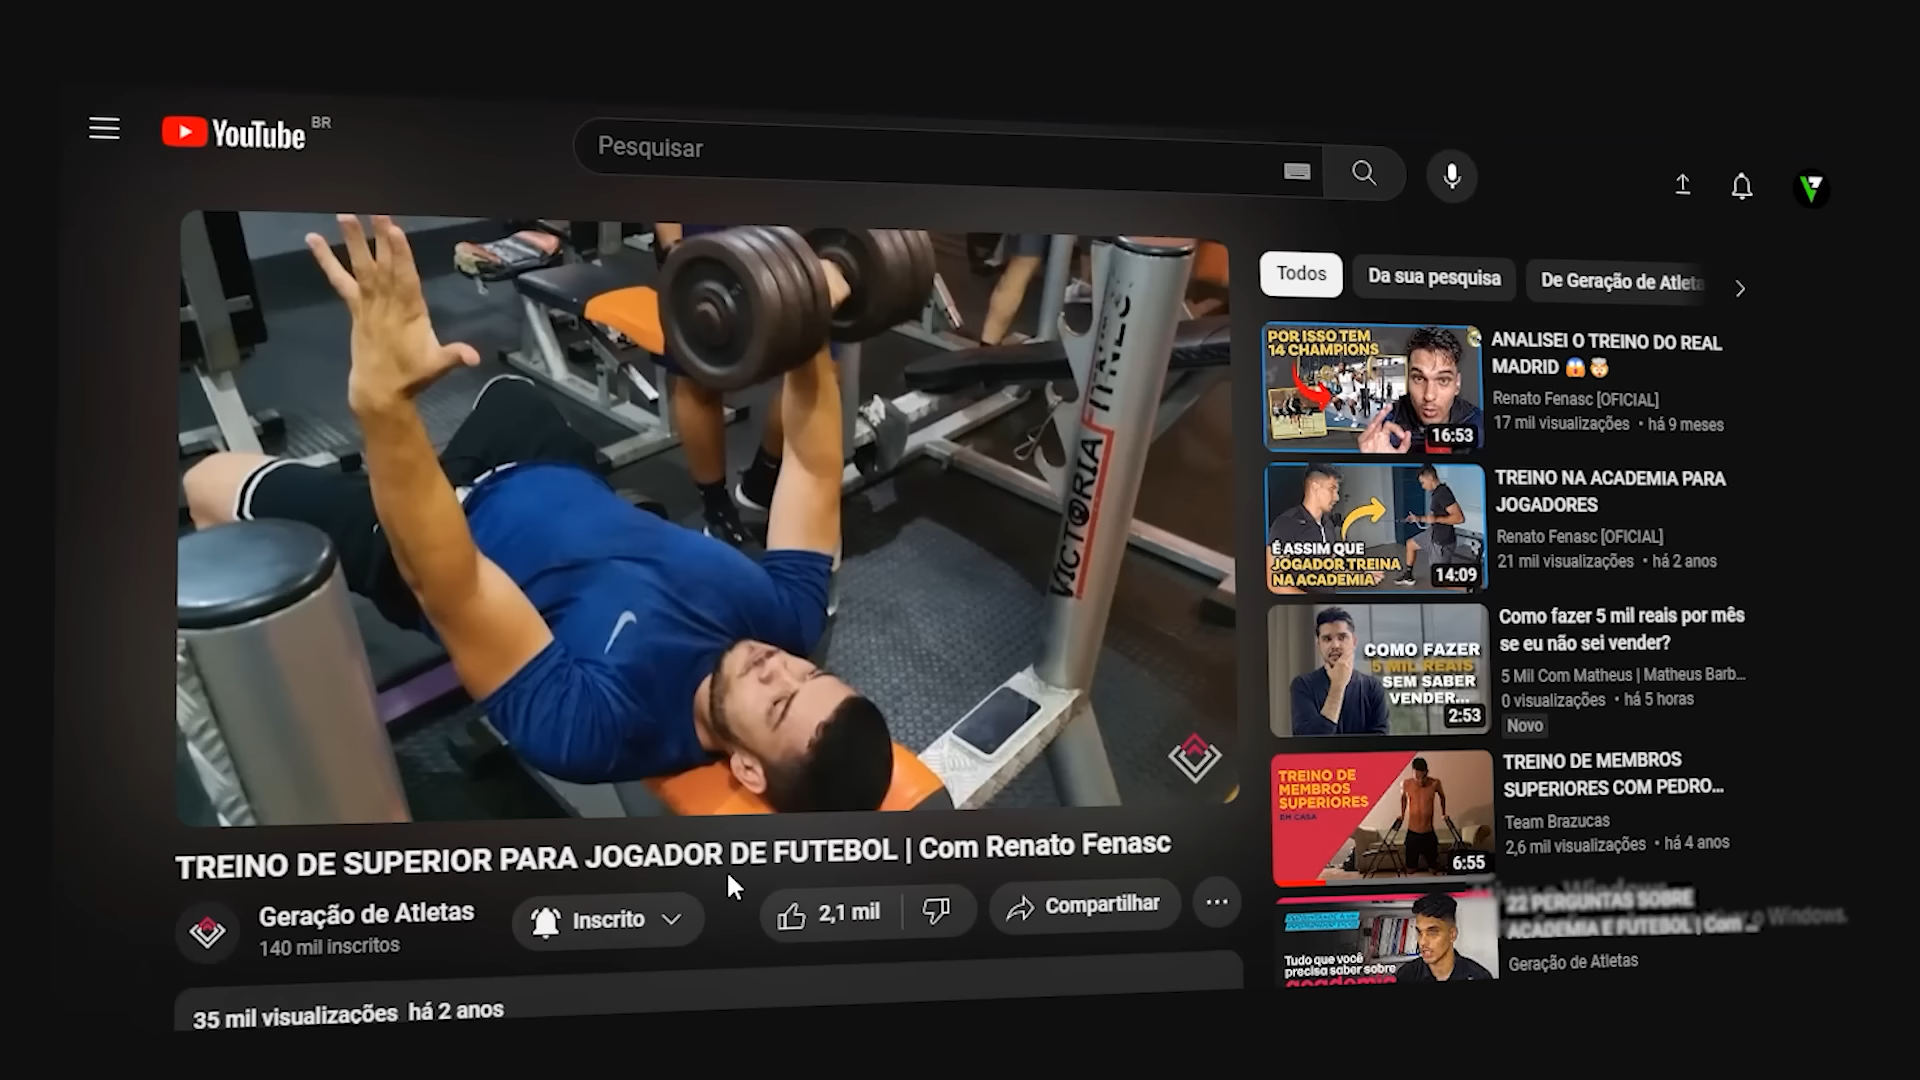 YouTube BR
Pesquisar
VICTORIA FITNES
TREINO DE SUPERIOR PARA JOGADOR DE FUTEBOL | Com Renato Fenasc
Geração de Atletas
140 mil inscritos
Inscrito
2,1 mil
Compartilhar
35 mil visualizações há 2 anos
Todos
Da sua pesquisa
De Geração de Atleta
POR ISSO TEM
14 CHAMPIONS
16:53
ANALISEI O TREINO DO REAL
MADRID 😱🤯
Renato Fenasc [OFICIAL]
17 mil visualizações • há 9 meses
É ASSIM QUE
JOGADOR TREINA
NA ACADEMIA
14:09
TREINO NA ACADEMIA PARA
JOGADORES
Renato Fenasc [OFICIAL]
21 mil visualizações • há 2 anos
COMO FAZER
5 MIL REAIS
SEM SABER
VENDER...
2:53
Como fazer 5 mil reais por mês
se eu não sei vender?
5 Mil Com Matheus | Matheus Barb...
0 visualizações • há 5 horas
Novo
TREINO DE
MEMBROS
SUPERIORES
EM CASA
6:55
TREINO DE MEMBROS
SUPERIORES COM PEDRO...
Team Brazucas
2,6 mil visualizações • há 4 anos
Tudo que você
precisa saber sobre
academia
22 PERGUNTAS SOBRE
ACADEMIA E FUTEBOL | Com ...
Geração de Atletas